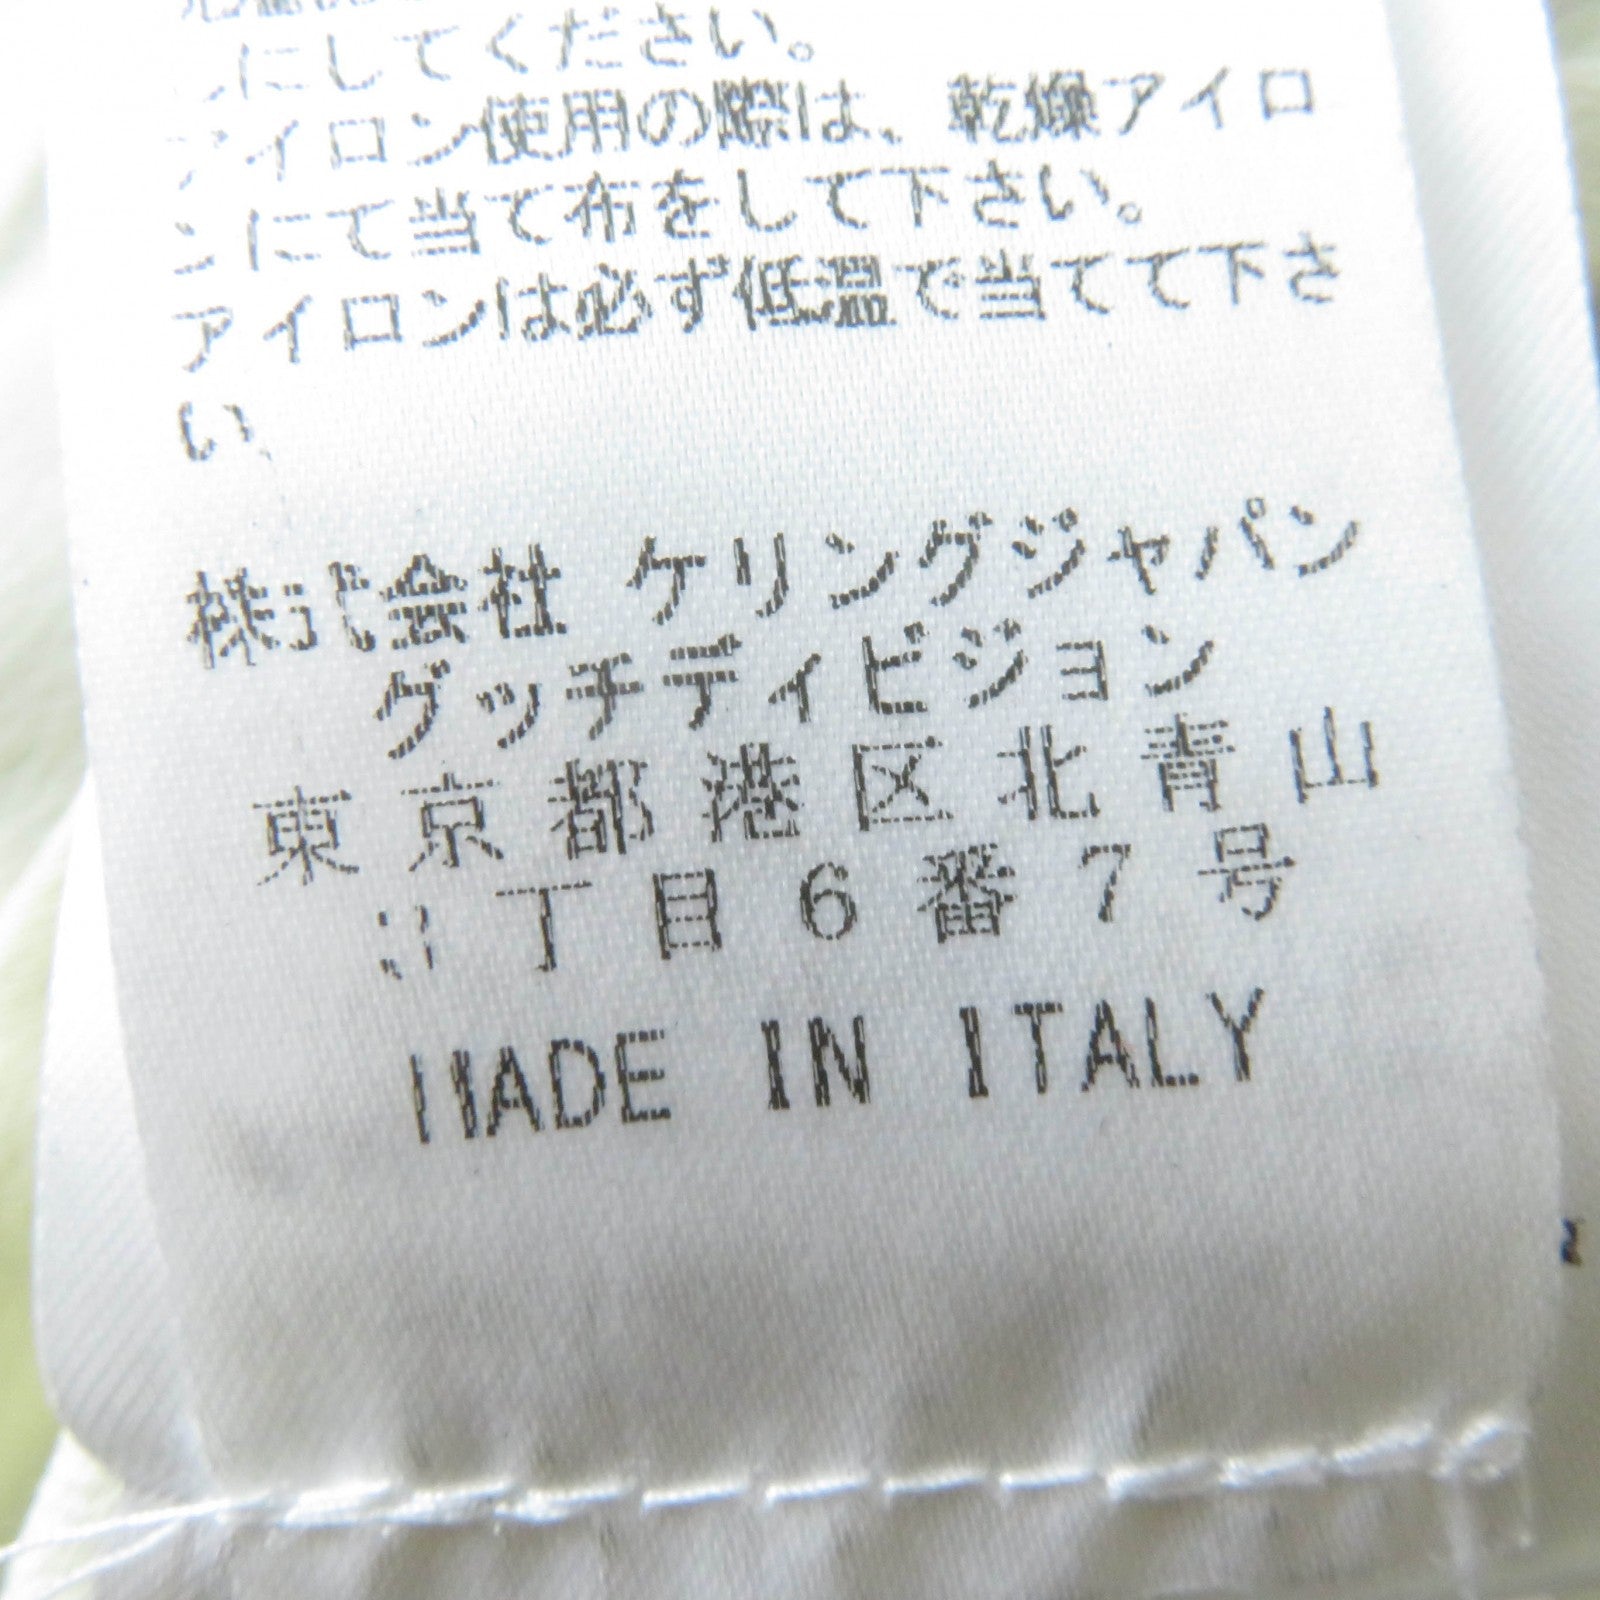 にしてください。
アイロン使用の際は、乾燥アイロ
ンにて当て布をして下さい。
アイロンは必ず低温で当てて下さ
い
株式会社 ケリングジャパン
グッチディビジョン
東京都港区北青山
3丁目6番7号
MADE IN ITALY